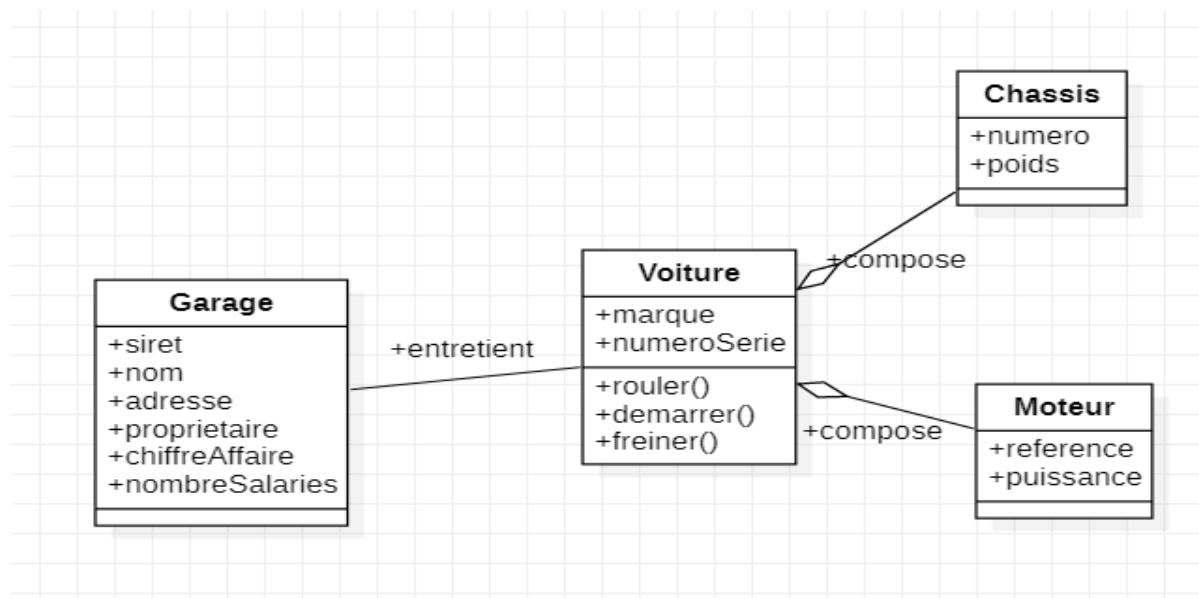 Chassis
+numero
+poids
+compose
Voiture
+marque
+numeroSerie
+rouler()
+demarrer()
+freiner()
Garage
+siret
+nom
+adresse
+proprietaire
+chiffreAffaire
+nombreSalaries
+entretient
+compose
Moteur
+reference
+puissance